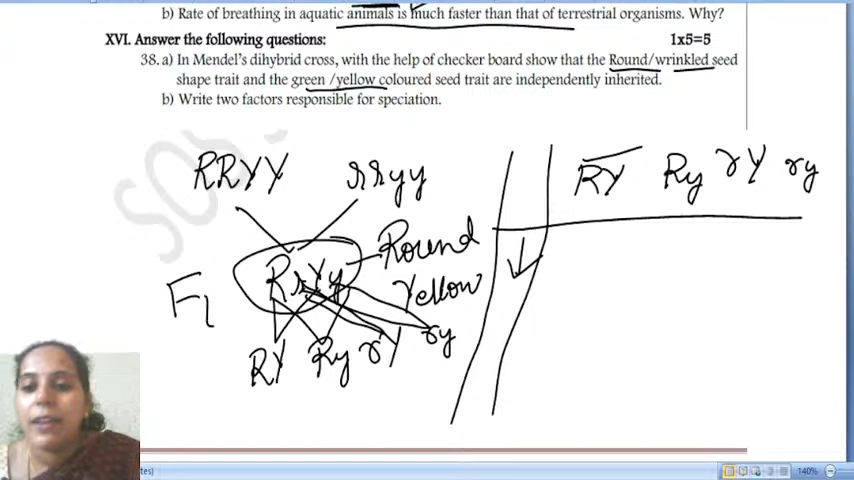 b) Rate of breathing in aquatic animals is much faster than that of terrestrial organisms. Why?
XVI. Answer the following questions: 1x5=5
38. a) In Mendel's dihybrid cross, with the help of checker board show that the Round/wrinkled seed
shape trait and the green /yellow coloured seed trait are independently inherited.
b) Write two factors responsible for speciation.
RRYY rryy
RY Ry rY ry
Round
F1 RrYy
Yellow
RY Ry rY ry
140%